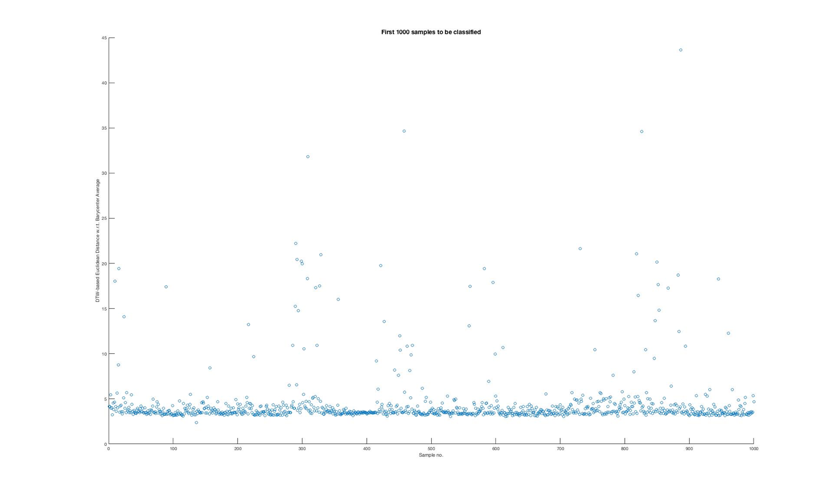 First 1000 samples to be classified
45
40
35
30
25
20
15
10
5
0
DTW-based Euclidean Distance w.r.t. Barycenter Average
0 100 200 300 400 500 600 700 800 900 1000
Sample no.